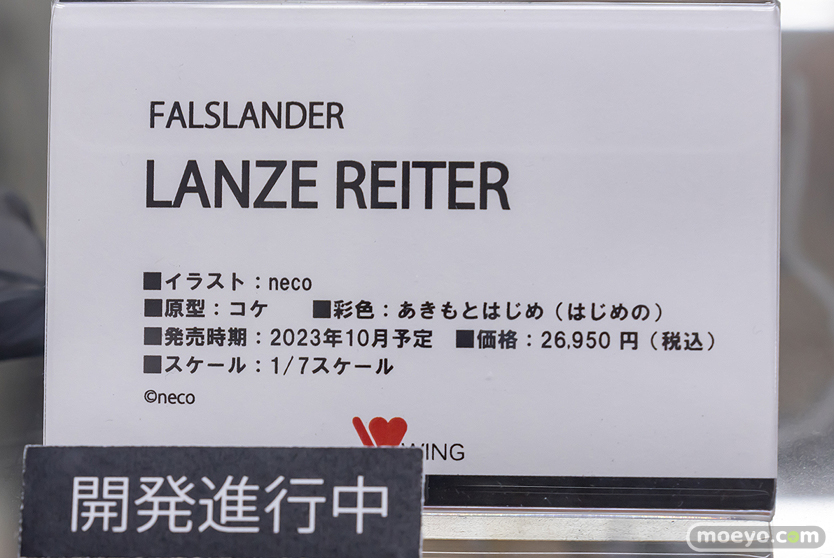 FALSLANDER
LANZE REITER
■イラスト：neco
■原型：コケ　■彩色：あきもとはじめ（はじめの）
■発売時期：2023年10月予定　■価格：26,950 円（税込）
■スケール：1/7スケール
©neco
WING
開発進行中
moeyo.com